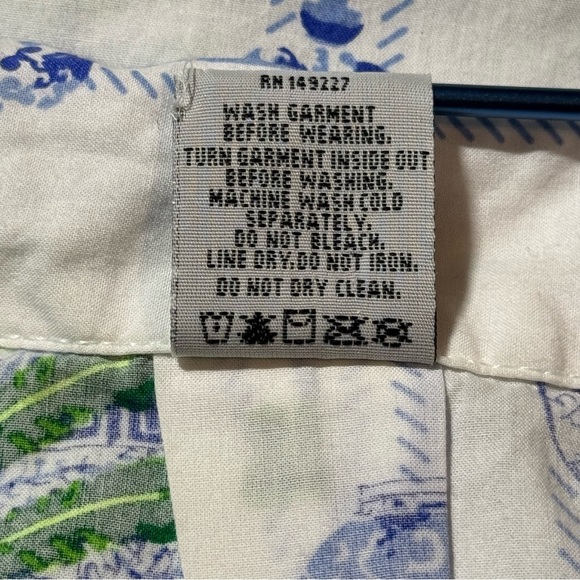 RN 149227
WASH GARMENT
BEFORE WEARING.
TURN GARMENT INSIDE OUT
BEFORE WASHING.
MACHINE WASH COLD
SEPARATELY.
DO NOT BLEACH.
LINE DRY.DO NOT IRON.
DO NOT DRY CLEAN.